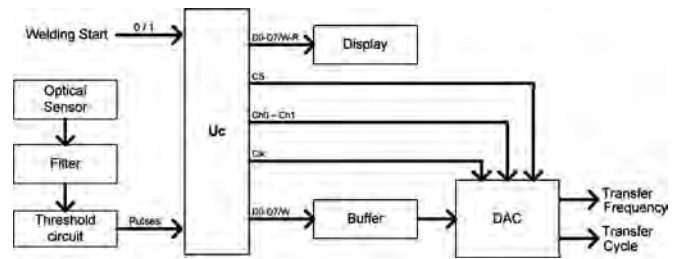 Welding Start
0 / 1
D0-D7/W-R
Display
CS
Optical
Sensor
Ch0 – Ch1
Uc
Filter
Clk
Threshold
circuit
Pulses
D0-D7/W
Buffer
DAC
Transfer
Frequency
Transfer
Cycle